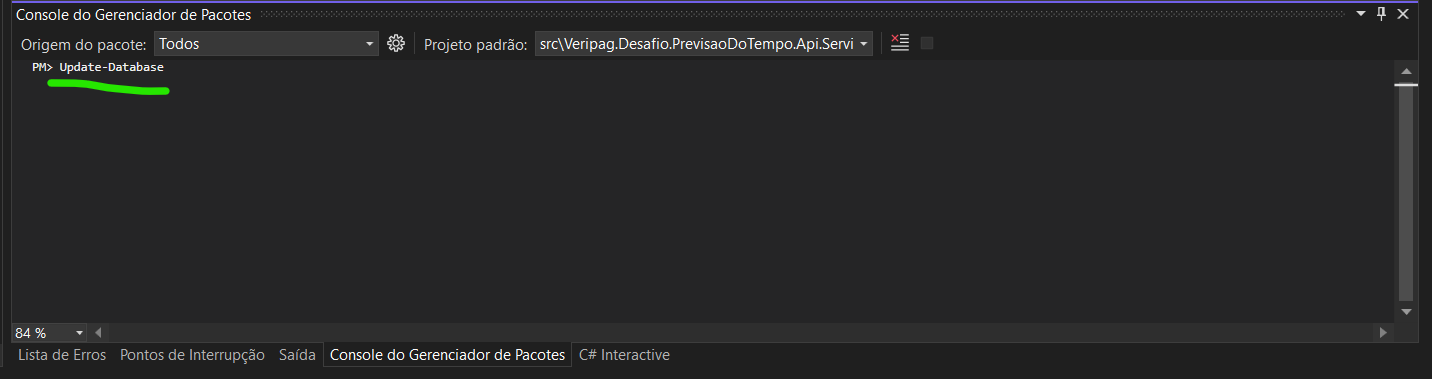 Console do Gerenciador de Pacotes
Origem do pacote: Todos Projeto padrão: src\Veripag.Desafio.PrevisaoDoTempo.Api.Servi
PM> Update-Database
84 %
Lista de Erros Pontos de Interrupção Saída Console do Gerenciador de Pacotes C# Interactive